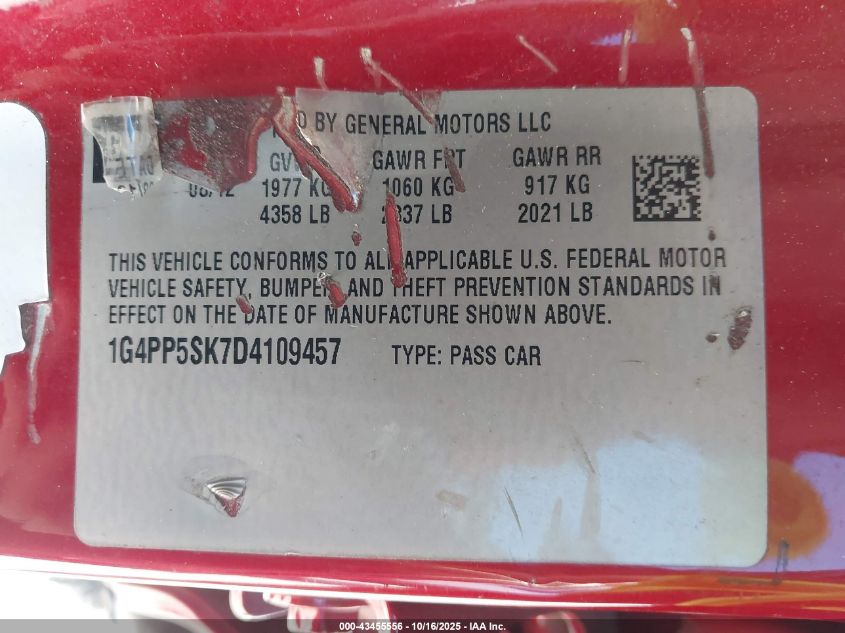 BY GENERAL MOTORS LLC
GAWR FRT GAWR RR
1977 KG 1060 KG 917 KG
4358 LB 2337 LB 2021 LB
THIS VEHICLE CONFORMS TO ALL APPLICABLE U.S. FEDERAL MOTOR
VEHICLE SAFETY, BUMPER, AND THEFT PREVENTION STANDARDS IN
EFFECT ON THE DATE OF MANUFACTURE SHOWN ABOVE.
1G4PP5SK7D4109457 TYPE: PASS CAR
000-43455556 - 10/16/2025 - IAA Inc.